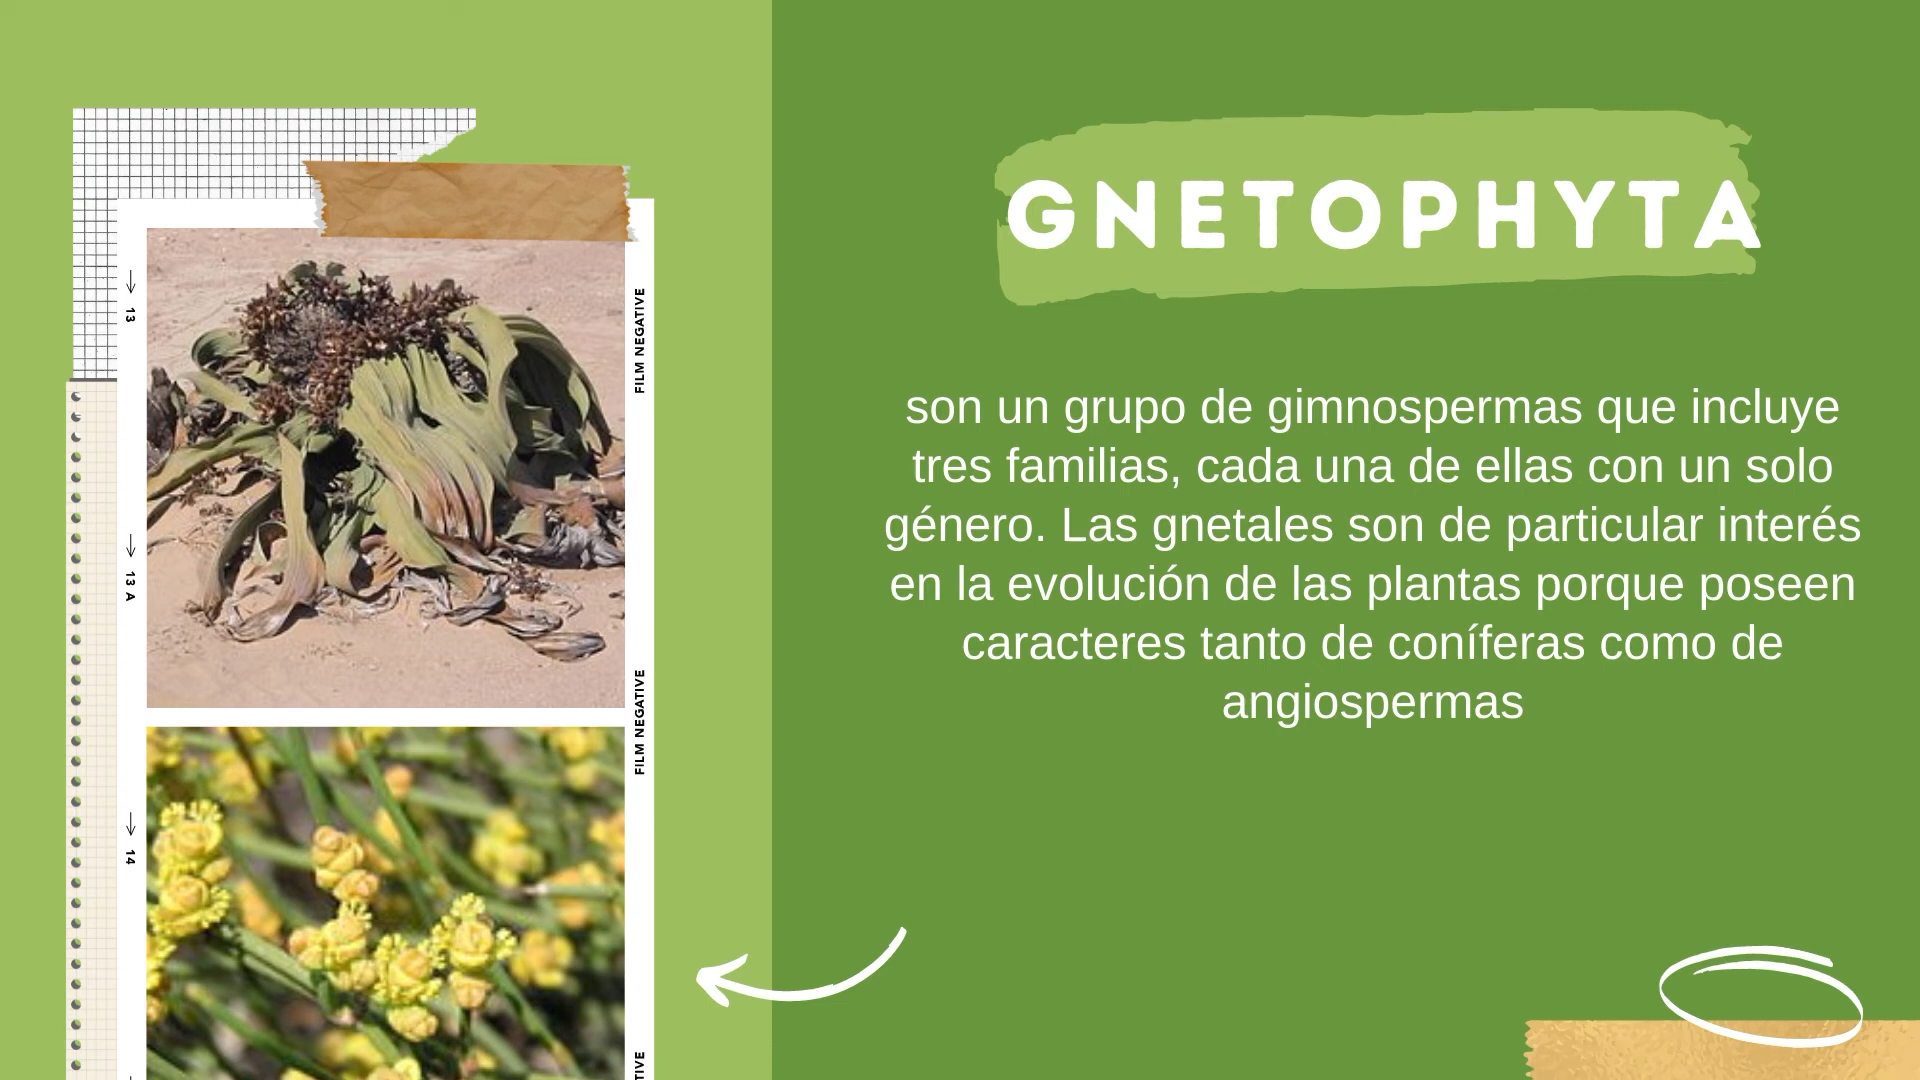 GNETOPHYTA
son un grupo de gimnospermas que incluye
tres familias, cada una de ellas con un solo
género. Las gnetales son de particular interés
en la evolución de las plantas porque poseen
caracteres tanto de coníferas como de
angiospermas
13
FILM NEGATIVE
13 A
FILM NEGATIVE
14
TIVE